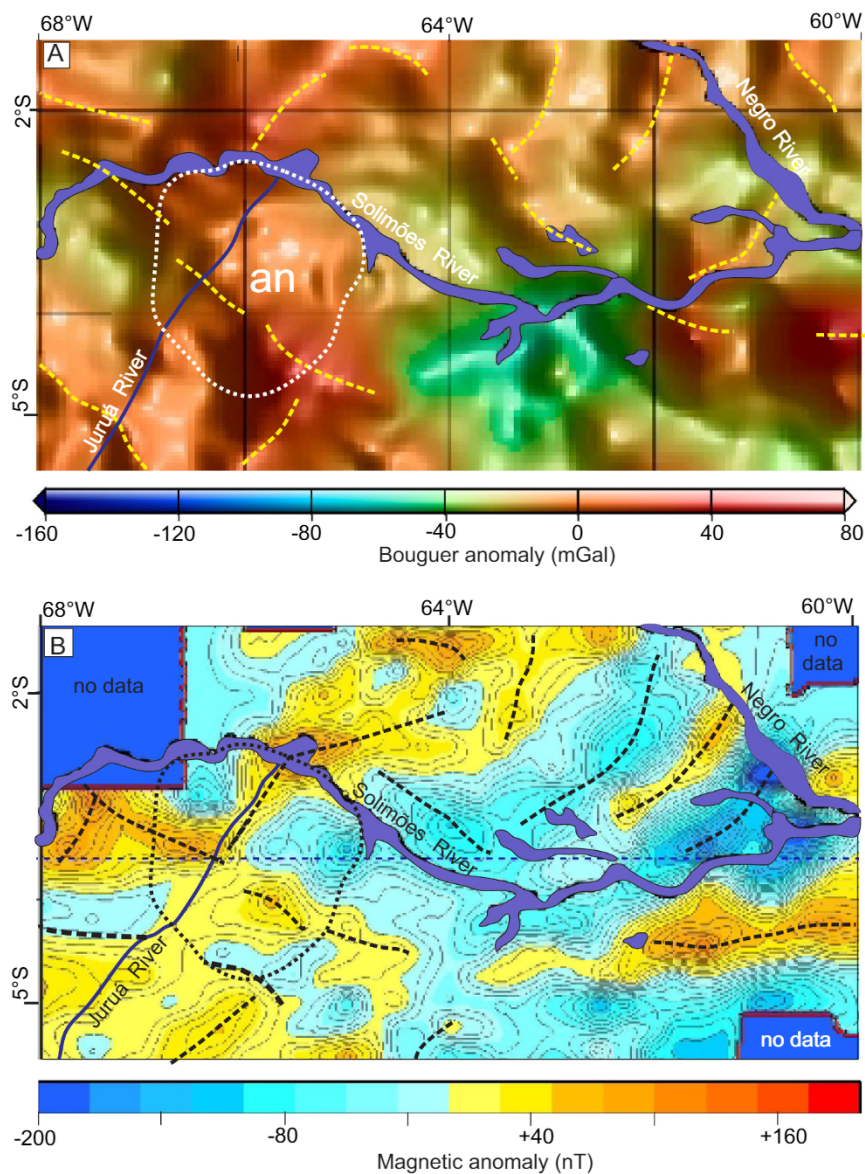 68°W
64°W
60°W
A
2°S
5°S
Negro River
Solimões River
an
Juruá River
-160
-120
-80
-40
0
40
80
Bouguer anomaly (mGal)
68°W
64°W
60°W
B
no data
no
data
2°S
5°S
Negro River
Solimões River
Juruá River
no data
-200
-80
+40
+160
Magnetic anomaly (nT)